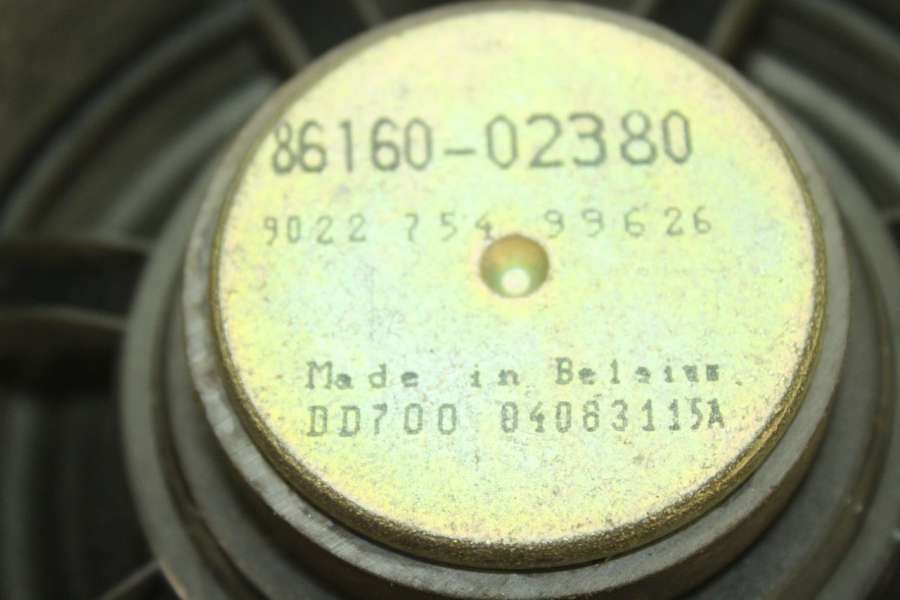 86160-02380
9022 754 99626
Made in Belgium
DD700 04083115A